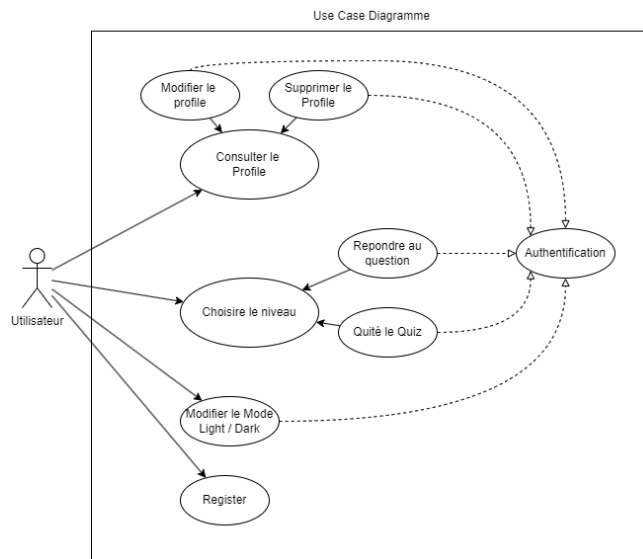 Use Case Diagramme
Modifier le
profile
Supprimer le
Profile
Consulter le
Profile
Repondre au
question
Authentification
Utilisateur
Choisire le niveau
Quité le Quiz
Modifier le Mode
Light / Dark
Register